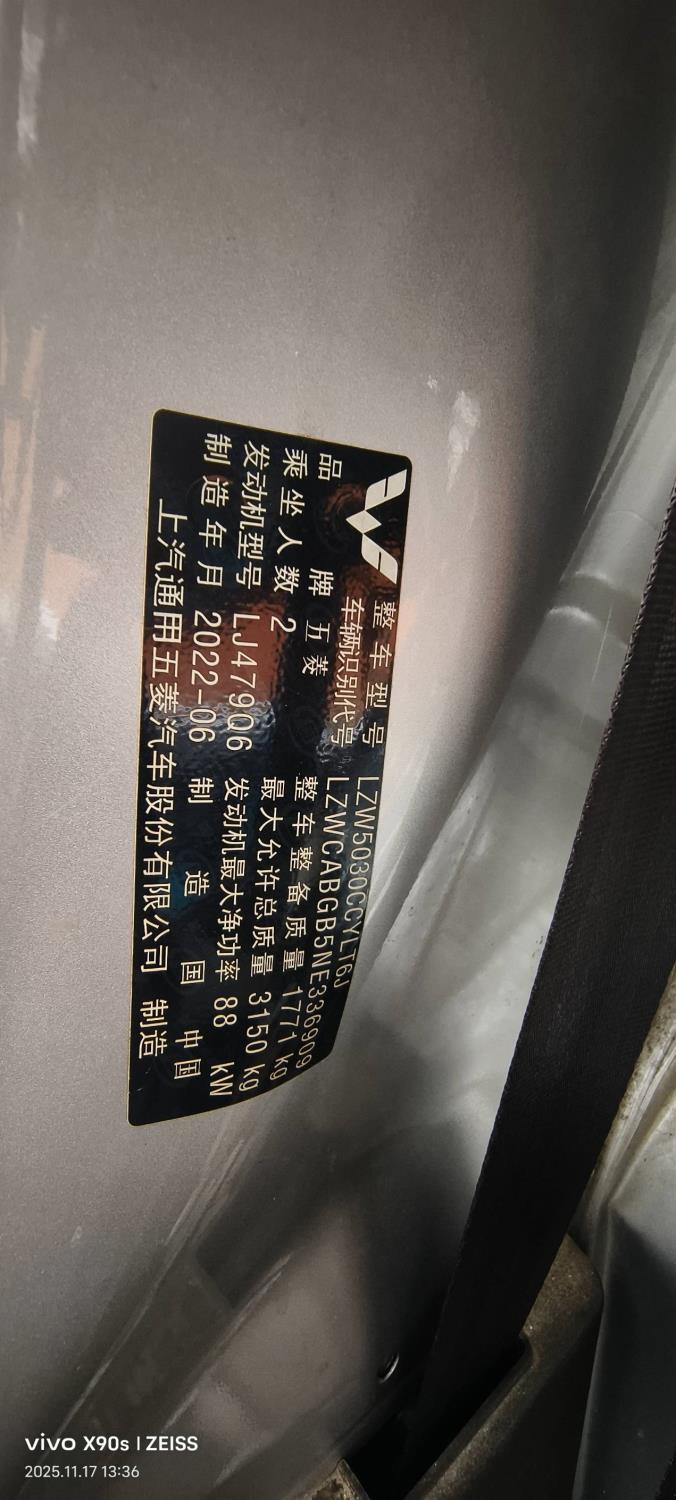 整车型号 LZW5030CCYLT6J
车辆识别代号 LZWCABGB5NE336909
品牌 五菱 整车整备质量 1771 kg
乘坐人数 2 最大允许总质量 3150 kg
发动机型号 LJ479Q6 发动机最大净功率 88 kW
制造年月 2022-06 制造国 中国
上汽通用五菱汽车股份有限公司 制造
vivo X90s | ZEISS
2025.11.17 13:36